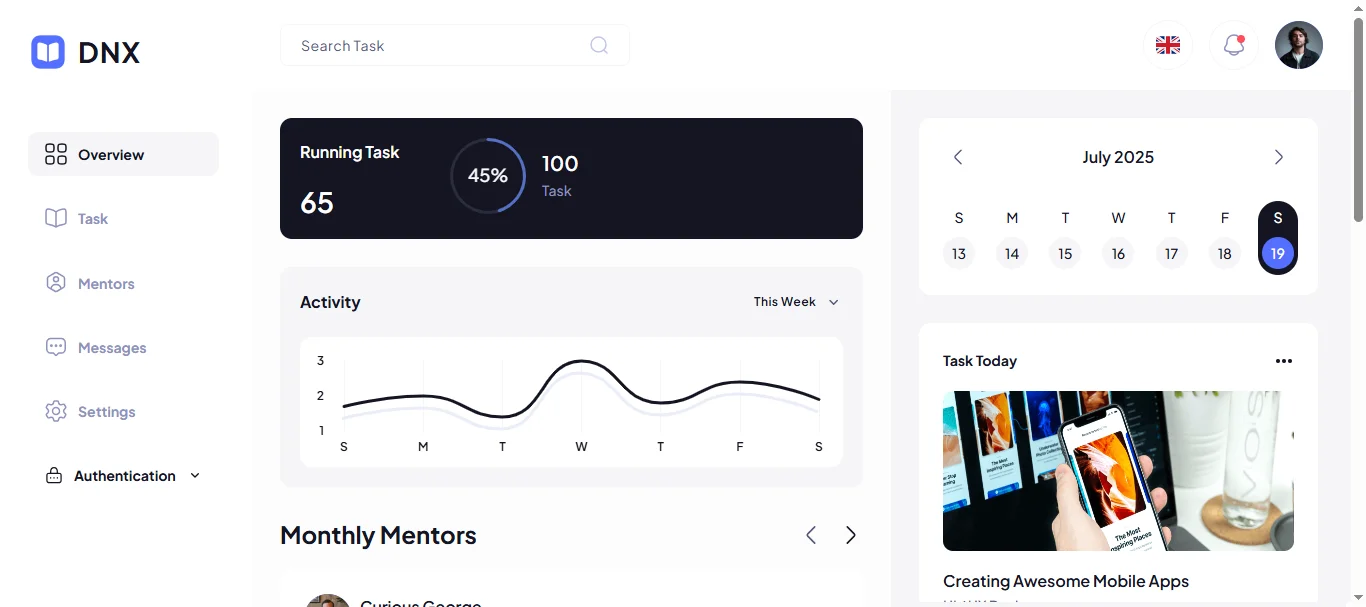 DNX
Search Task
Overview
Task
Mentors
Messages
Settings
Authentication
Running Task
65
45%
100
Task
Activity
This Week
3
2
1
S M T W T F S
Monthly Mentors
Curious George
July 2025
S M T W T F S
13 14 15 16 17 18 19
Task Today
The Most
Inspiring Places
Creating Awesome Mobile Apps